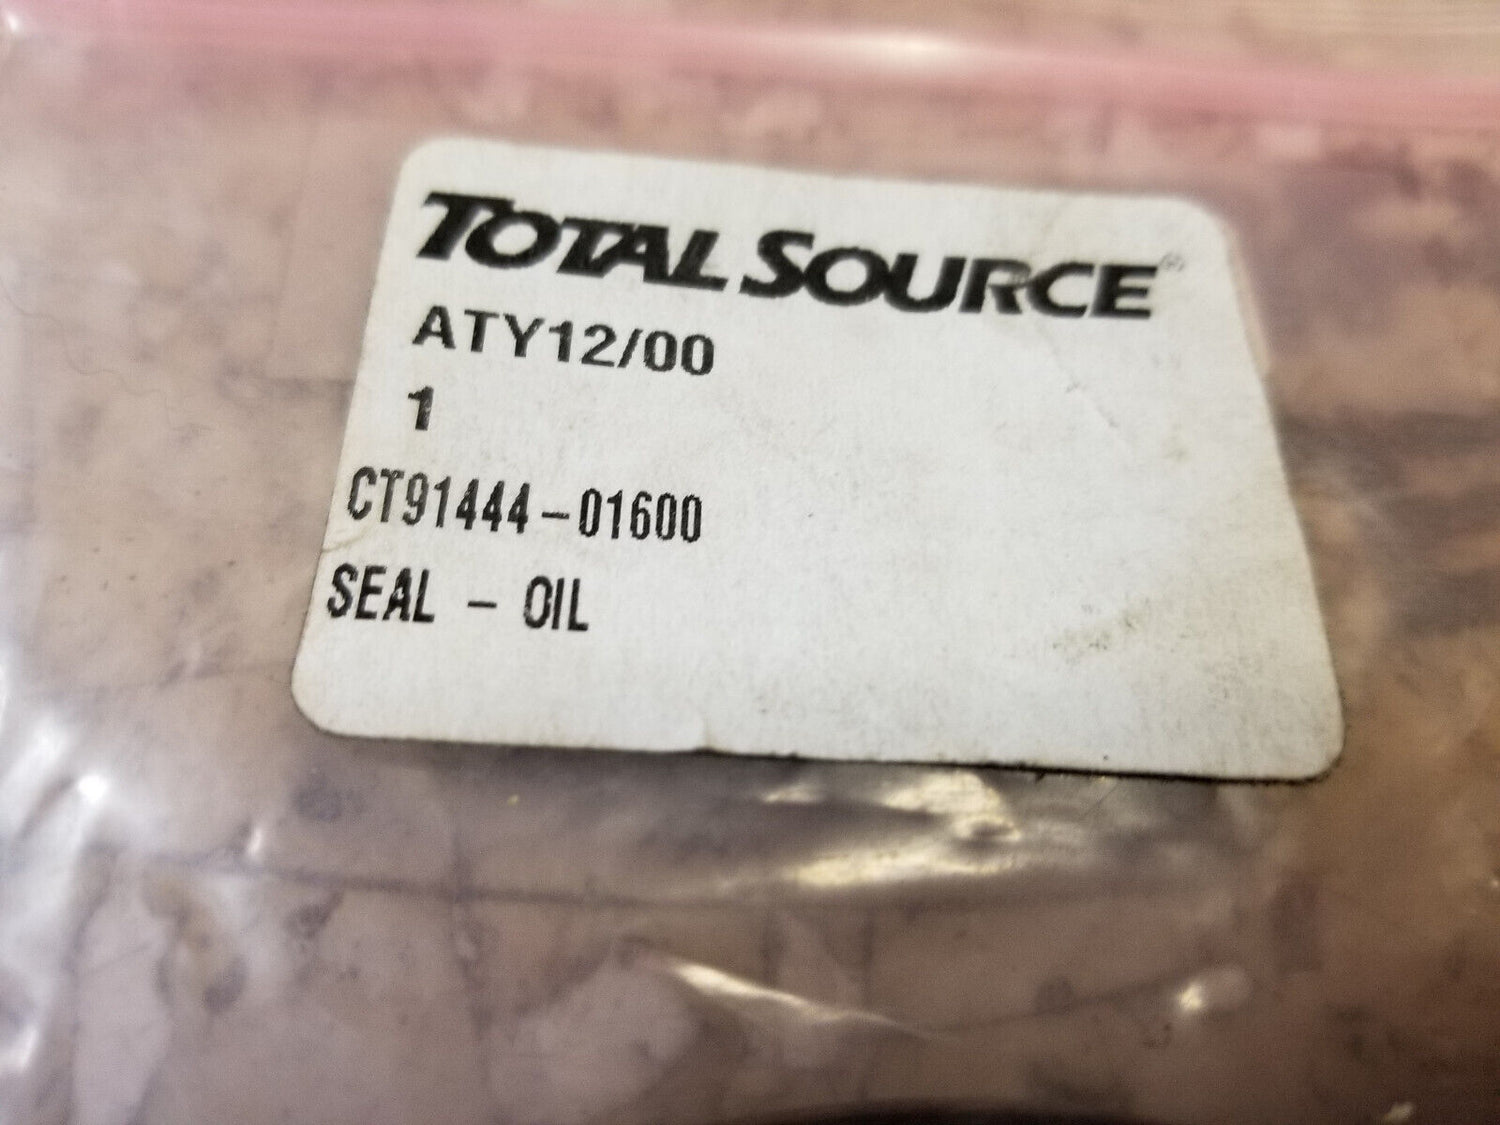 TOTAL SOURCE®
ATY12/00
1
CT91444-01600
SEAL - OIL